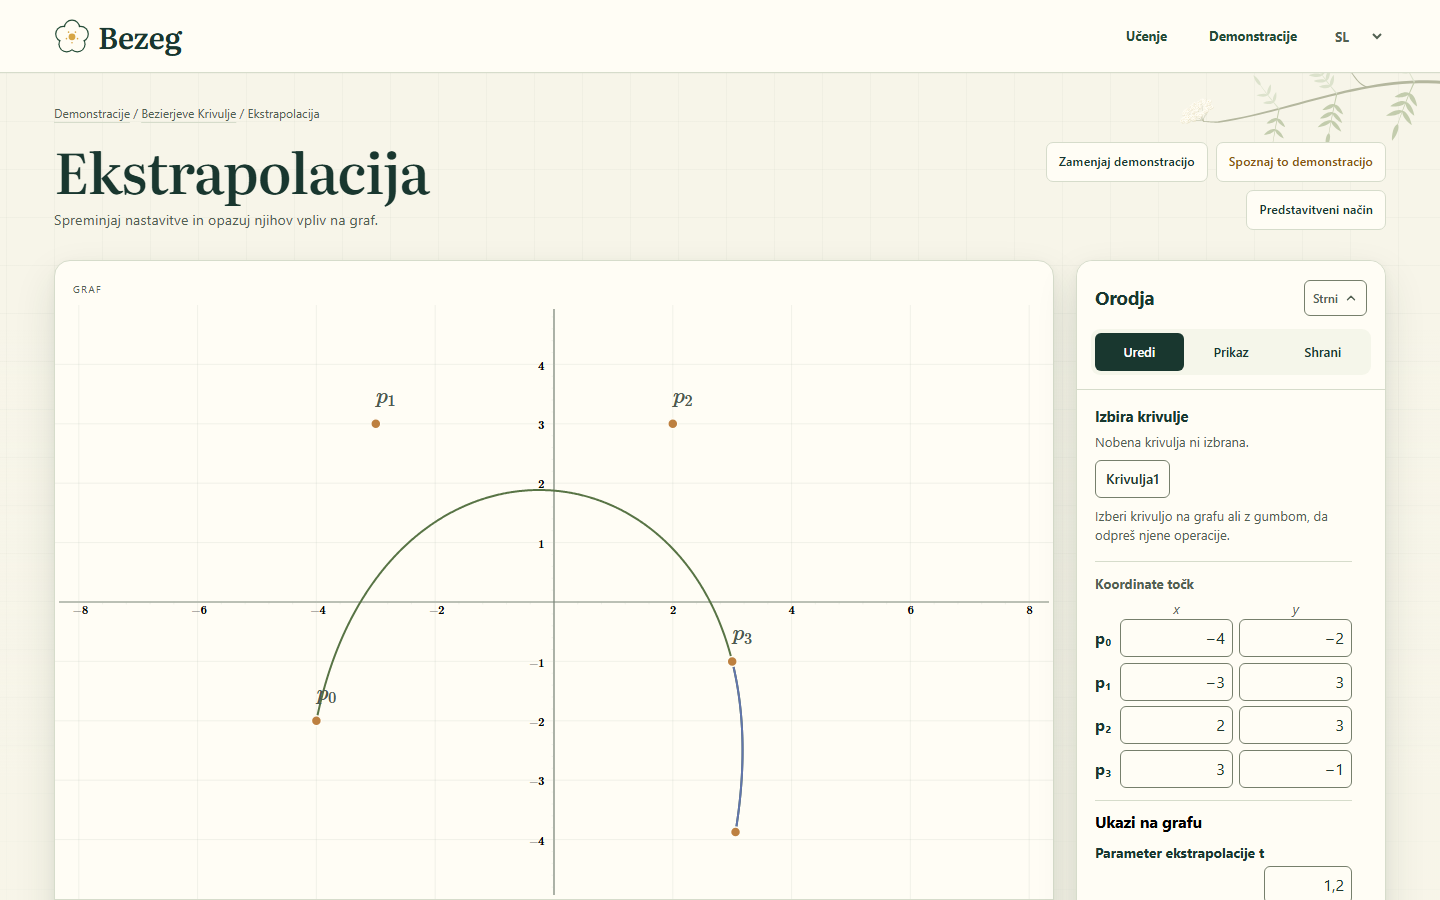 Bezeg
Učenje
Demonstracije
SL
Demonstracije / Bezierjeve Krivulje / Ekstrapolacija
Ekstrapolacija
Spreminjaj nastavitve in opazuj njihov vpliv na graf.
Zamenjaj demonstracijo
Spoznaj to demonstracijo
Predstavitveni način
GRAF
4
p1
p2
3
2
1
−8
−6
−4
−2
2
4
6
8
p3
−1
p0
−2
−3
−4
Orodja
Strni
Uredi
Prikaz
Shrani
Izbira krivulje
Nobena krivulja ni izbrana.
Krivulja1
Izberi krivuljo na grafu ali z gumbom, da
odpreš njene operacije.
Koordinate točk
x y
p₀ −4 −2
p₁ −3 3
p₂ 2 3
p₃ 3 −1
Ukazi na grafu
Parameter ekstrapolacije t
1,2